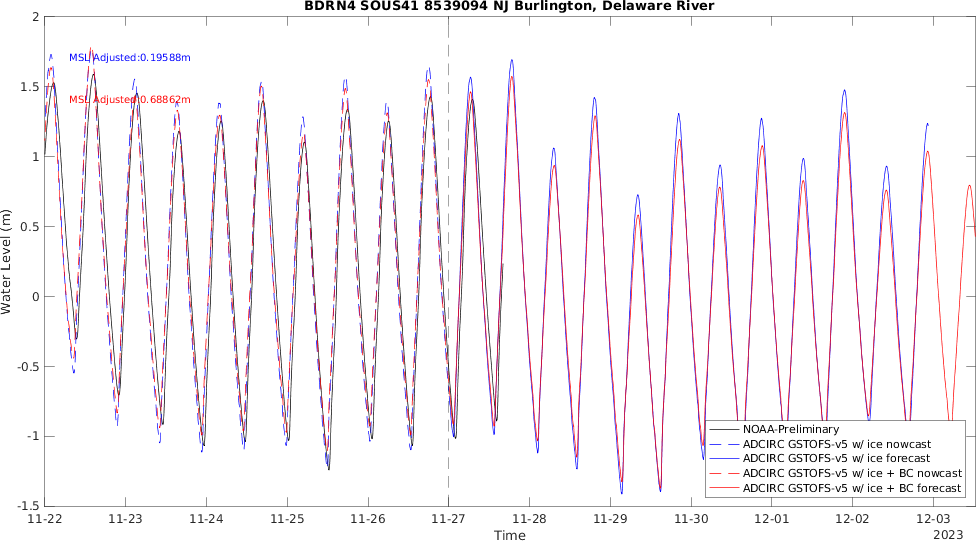 BDRN4 SOUS41 8539094 NJ Burlington, Delaware River
2
1.5
1
0.5
0
-0.5
-1
-1.5
Water Level (m)
MSL Adjusted:0.19588m
MSL Adjusted:0.68862m
NOAA-Preliminary
ADCIRC GSTOFS-v5 w/ ice nowcast
ADCIRC GSTOFS-v5 w/ ice forecast
ADCIRC GSTOFS-v5 w/ ice + BC nowcast
ADCIRC GSTOFS-v5 w/ ice + BC forecast
11-22 11-23 11-24 11-25 11-26 11-27 11-28 11-29 11-30 12-01 12-02 12-03
Time
2023